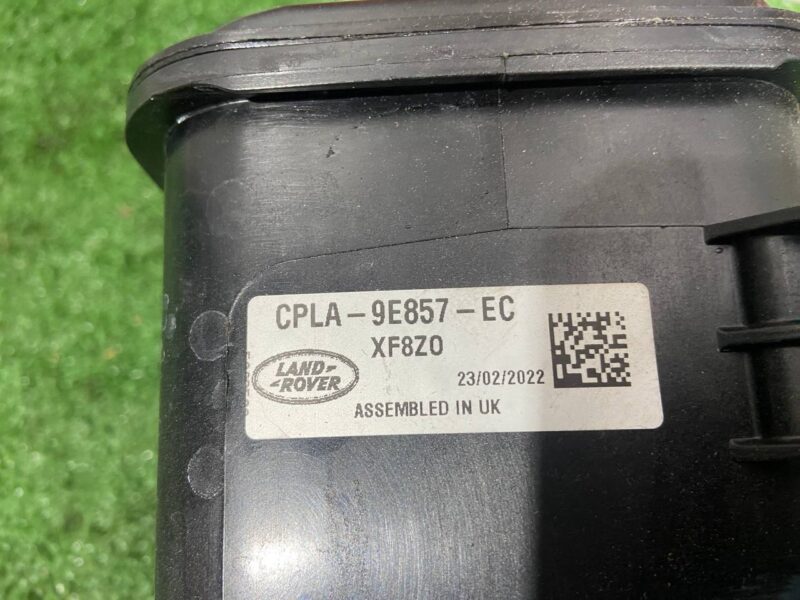 CPLA-9E857-EC
XF8Z0
LAND-
-ROVER
23/02/2022
ASSEMBLED IN UK